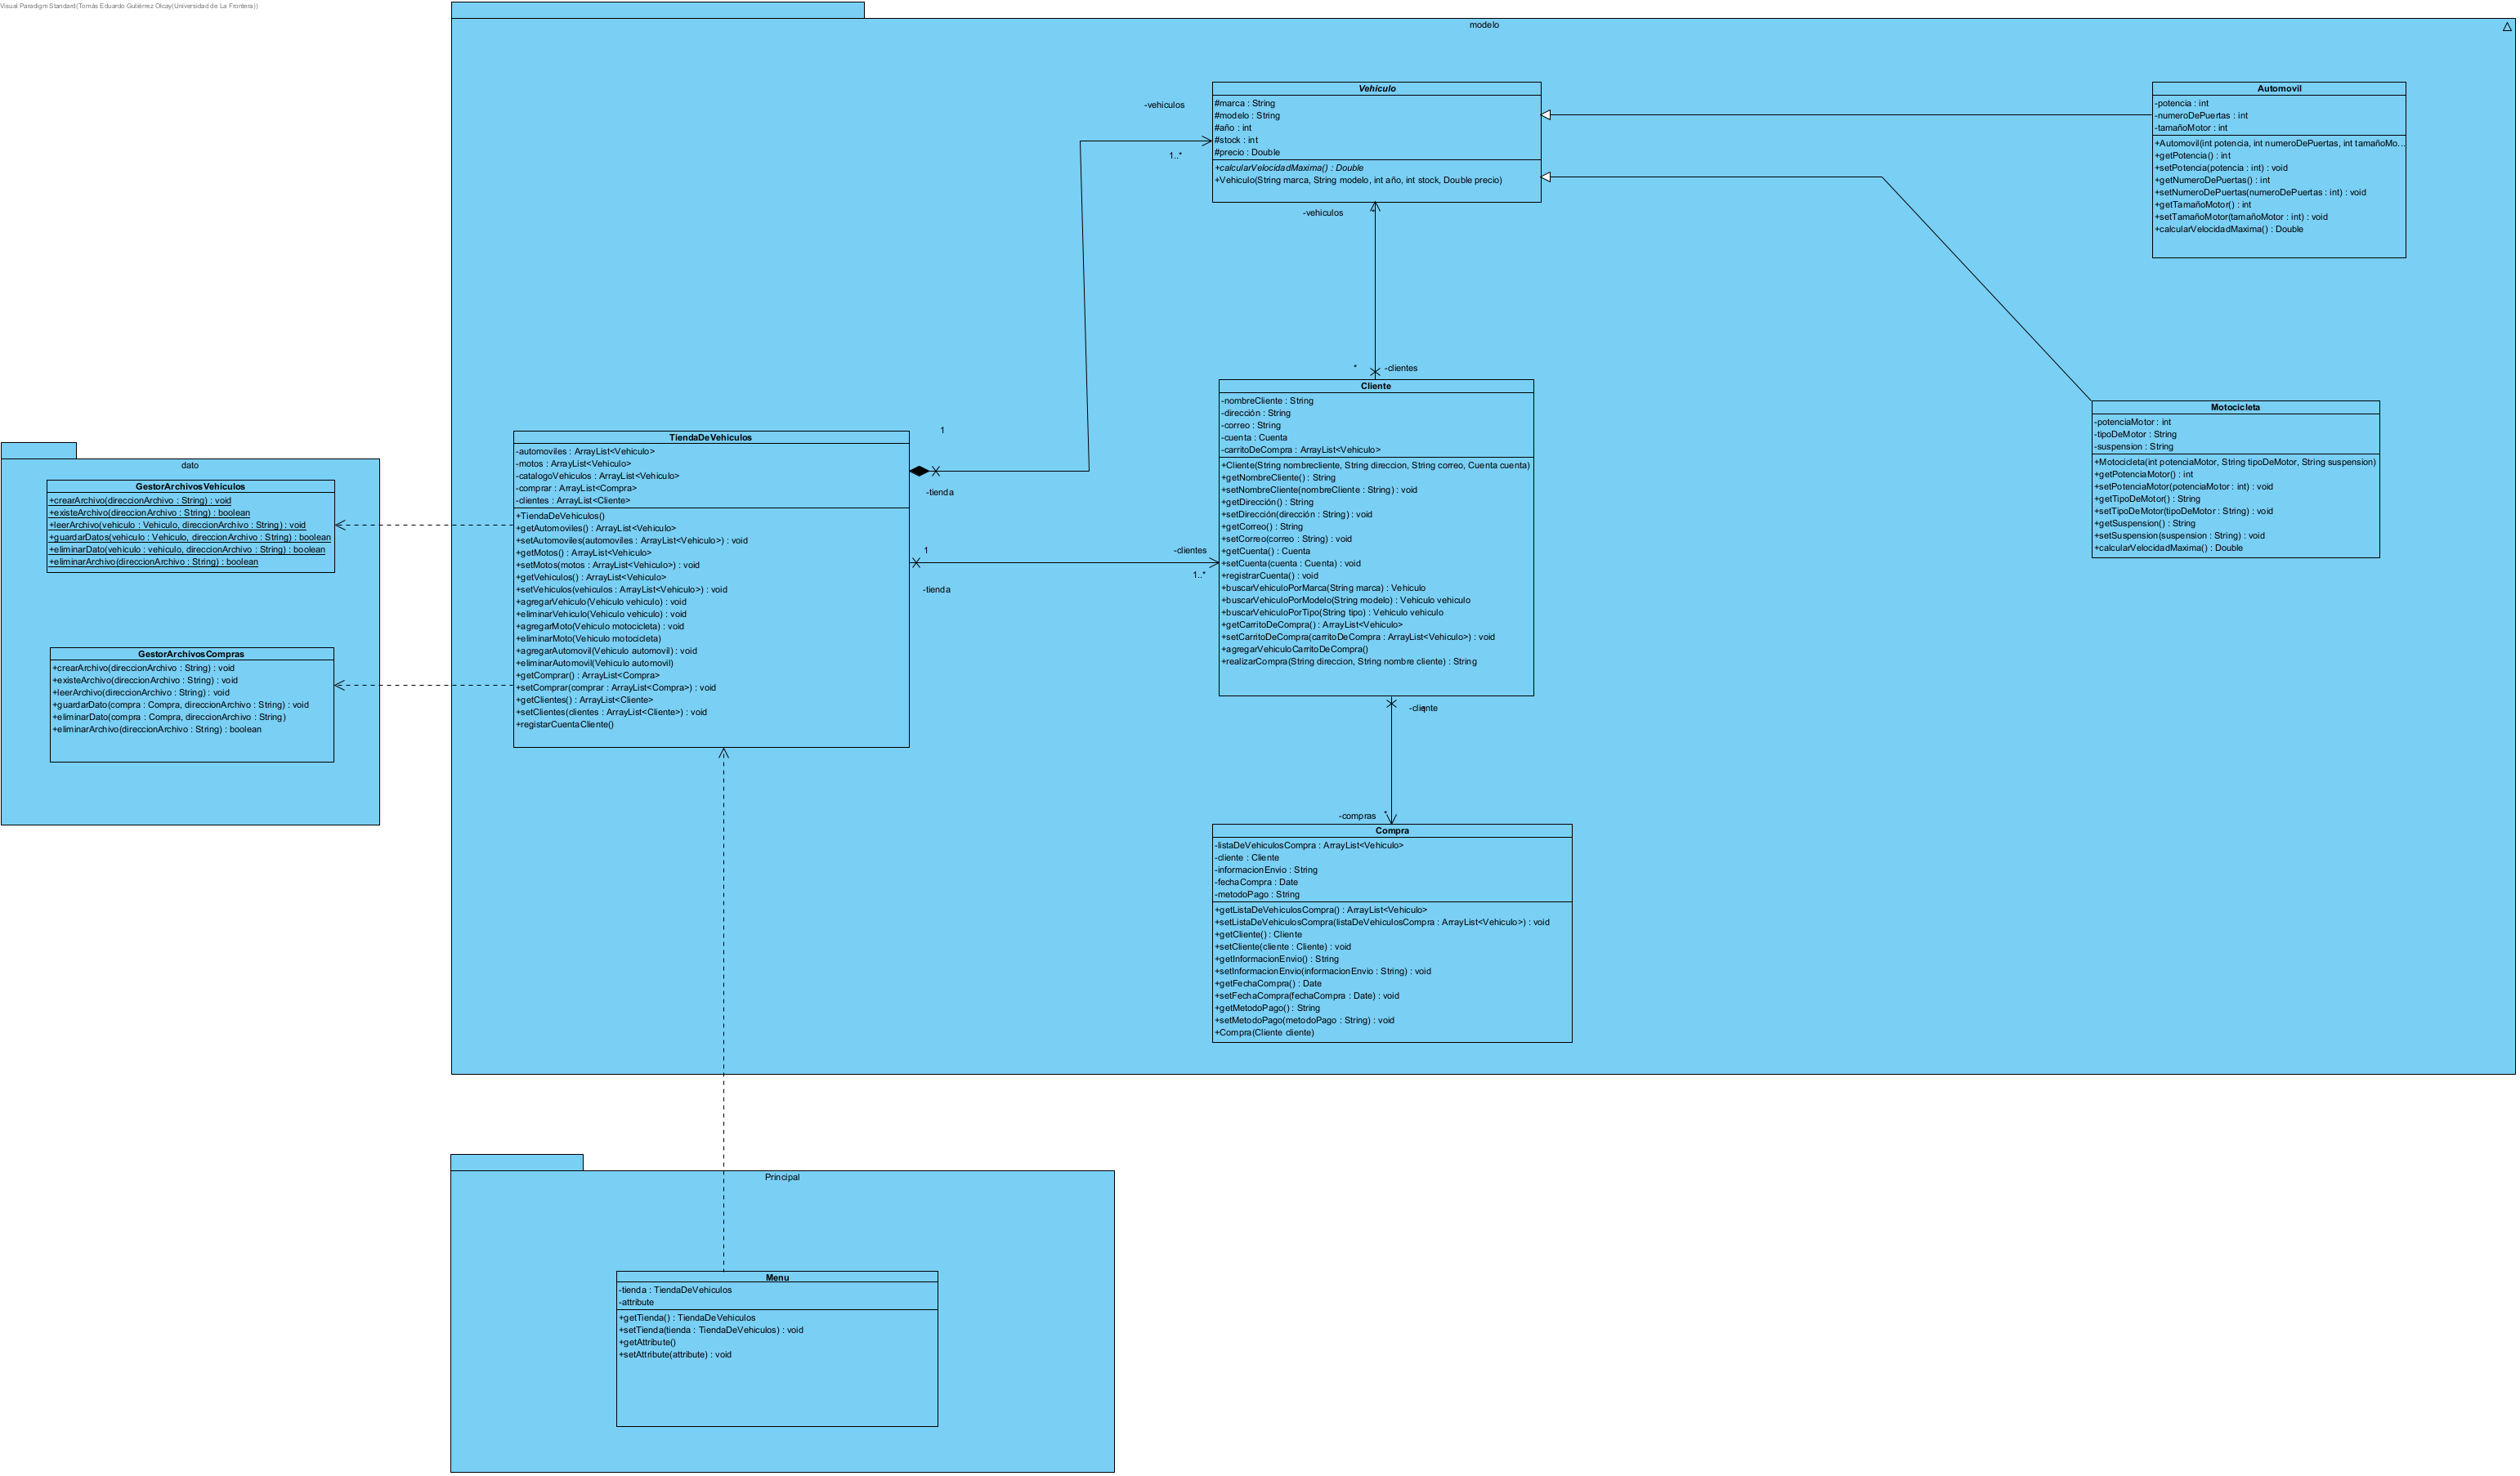 Visual Paradigm Standard(Tomás Eduardo Gutiérrez Olcay(Universidad de La Frontera))
modelo
Vehiculo
#marca : String
#modelo : String
#año : int
#stock : int
#precio : Double
+calcularVelocidadMaxima() : Double
+Vehiculo(String marca, String modelo, int año, int stock, Double precio)
Automovil
-potencia : int
-numeroDePuertas : int
-tamañoMotor : int
+Automovil(int potencia, int numeroDePuertas, int tamañoMo...
+getPotencia() : int
+setPotencia(potencia : int) : void
+getNumeroDePuertas() : int
+setNumeroDePuertas(numeroDePuertas : int) : void
+getTamañoMotor() : int
+setTamañoMotor(tamañoMotor : int) : void
+calcularVelocidadMaxima() : Double
-vehiculos
1..*
-vehiculos
*
-clientes
Cliente
-nombreCliente : String
-dirección : String
-correo : String
-cuenta : Cuenta
-carritoDeCompra : ArrayList<Vehiculo>
+Cliente(String nombrecliente, String direccion, String correo, Cuenta cuenta)
+getNombreCliente() : String
+setNombreCliente(nombreCliente : String) : void
+getDirección() : String
+setDirección(dirección : String) : void
+getCorreo() : String
+setCorreo(correo : String) : void
+getCuenta() : Cuenta
+setCuenta(cuenta : Cuenta) : void
+registrarCuenta() : void
+buscarVehiculoPorMarca(String marca) : Vehiculo
+buscarVehiculoPorModelo(String modelo) : Vehiculo vehiculo
+buscarVehiculoPorTipo(String tipo) : Vehiculo vehiculo
+getCarritoDeCompra() : ArrayList<Vehiculo>
+setCarritoDeCompra(carritoDeCompra : ArrayList<Vehiculo>) : void
+agregarVehiculoCarritoDeCompra()
+realizarCompra(String direccion, String nombre cliente) : String
Motocicleta
-potenciaMotor : int
-tipoDeMotor : String
-suspension : String
+Motocicleta(int potenciaMotor, String tipoDeMotor, String suspension)
+getPotenciaMotor() : int
+setPotenciaMotor(potenciaMotor : int) : void
+getTipoDeMotor() : String
+setTipoDeMotor(tipoDeMotor : String) : void
+getSuspension() : String
+setSuspension(suspension : String) : void
+calcularVelocidadMaxima() : Double
TiendaDeVehiculos
-automoviles : ArrayList<Vehiculo>
-motos : ArrayList<Vehiculo>
-catalogoVehiculos : ArrayList<Vehiculo>
-comprar : ArrayList<Compra>
-clientes : ArrayList<Cliente>
+TiendaDeVehiculos()
+getAutomoviles() : ArrayList<Vehiculo>
+setAutomoviles(automoviles : ArrayList<Vehiculo>) : void
+getMotos() : ArrayList<Vehiculo>
+setMotos(motos : ArrayList<Vehiculo>) : void
+getVehiculos() : ArrayList<Vehiculo>
+setVehiculos(vehiculos : ArrayList<Vehiculo>) : void
+agregarVehiculo(Vehiculo vehiculo) : void
+eliminarVehiculo(Vehiculo vehiculo) : void
+agregarMoto(Vehiculo motocicleta) : void
+eliminarMoto(Vehiculo motocicleta)
+agregarAutomovil(Vehiculo automovil) : void
+eliminarAutomovil(Vehiculo automovil)
+getComprar() : ArrayList<Compra>
+setComprar(comprar : ArrayList<Compra>) : void
+getClientes() : ArrayList<Cliente>
+setClientes(clientes : ArrayList<Cliente>) : void
+registarCuentaCliente()
1
-tienda
1
-tienda
-clientes
1..*
dato
GestorArchivosVehiculos
+crearArchivo(direccionArchivo : String) : void
+existeArchivo(direccionArchivo : String) : boolean
+leerArchivo(vehiculo : Vehiculo, direccionArchivo : String) : void
+guardarDatos(vehiculo : Vehiculo, direccionArchivo : String) : boolean
+eliminarDato(vehiculo : vehiculo, direccionArchivo : String) : boolean
+eliminarArchivo(direccionArchivo : String) : boolean
GestorArchivosCompras
+crearArchivo(direccionArchivo : String) : void
+existeArchivo(direccionArchivo : String) : void
+leerArchivo(direccionArchivo : String) : void
+guardarDato(compra : Compra, direccionArchivo : String) : void
+eliminarDato(compra : Compra, direccionArchivo : String)
+eliminarArchivo(direccionArchivo : String) : boolean
-cliente
-compras
*
Compra
-listaDeVehiculosCompra : ArrayList<Vehiculo>
-cliente : Cliente
-informacionEnvio : String
-fechaCompra : Date
-metodoPago : String
+getListaDeVehiculosCompra() : ArrayList<Vehiculo>
+setListaDeVehiculosCompra(listaDeVehiculosCompra : ArrayList<Vehiculo>) : void
+getCliente() : Cliente
+setCliente(cliente : Cliente) : void
+getInformacionEnvio() : String
+setInformacionEnvio(informacionEnvio : String) : void
+getFechaCompra() : Date
+setFechaCompra(fechaCompra : Date) : void
+getMetodoPago() : String
+setMetodoPago(metodoPago : String) : void
+Compra(Cliente cliente)
Principal
Menu
-tienda : TiendaDeVehiculos
-attribute
+getTienda() : TiendaDeVehiculos
+setTienda(tienda : TiendaDeVehiculos) : void
+getAttribute()
+setAttribute(attribute) : void